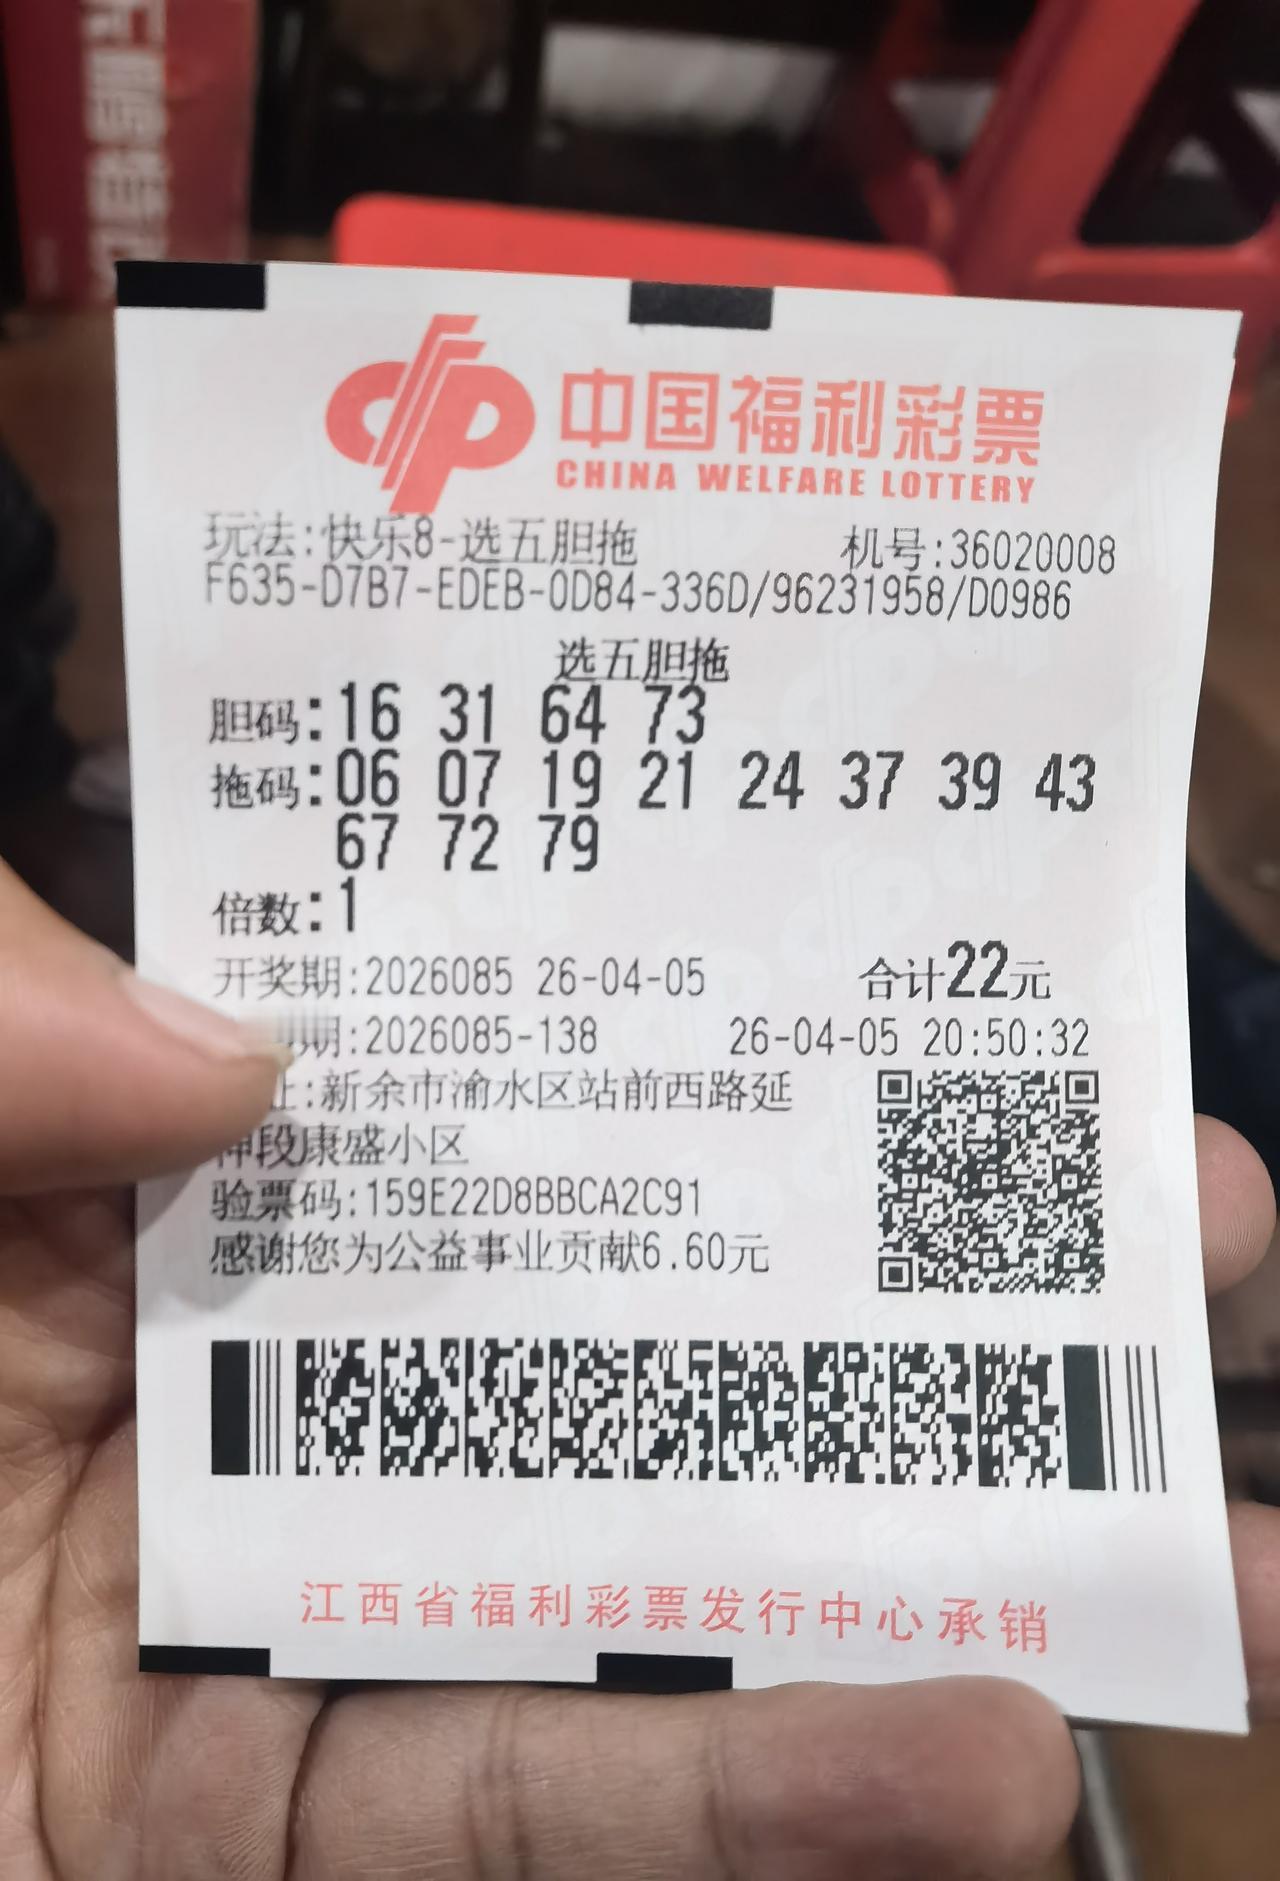 中国福利彩票
CHINA WELFARE LOTTERY
玩法:快乐8-选五胆拖 机号:36020008
F635-D7B7-EDEB-0D84-336D/96231958/D0986
选五胆拖
胆码:16 31 64 73
拖码:06 07 19 21 24 37 39 43
67 72 79
倍数:1
开奖期:2026085 26-04-05 合计22元
期:2026085-138 26-04-05 20:50:32
址:新余市渝水区站前西路延
伸段康盛小区
验票码:159E22D8BBCA2C91
感谢您为公益事业贡献6.60元
江西省福利彩票发行中心承销